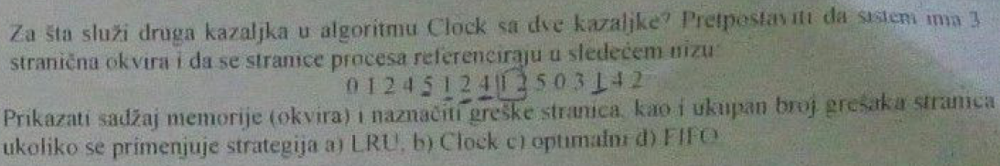 Za šta služi druga kazaljka u algoritmu Clock sa dve kazaljke? Pretpostaviti da sistem ima 3
stranična okvira i da se stranice procesa referenciraju u sledećem nizu:
0 1 2 4 5 1 2 4 1 2 5 0 3 1 4 2
Prikazati sadžaj memorije (okvira) i naznačiti greške stranica, kao i ukupan broj grešaka stranica
ukoliko se primenjuje strategija a) LRU, b) Clock c) optimalni d) FIFO